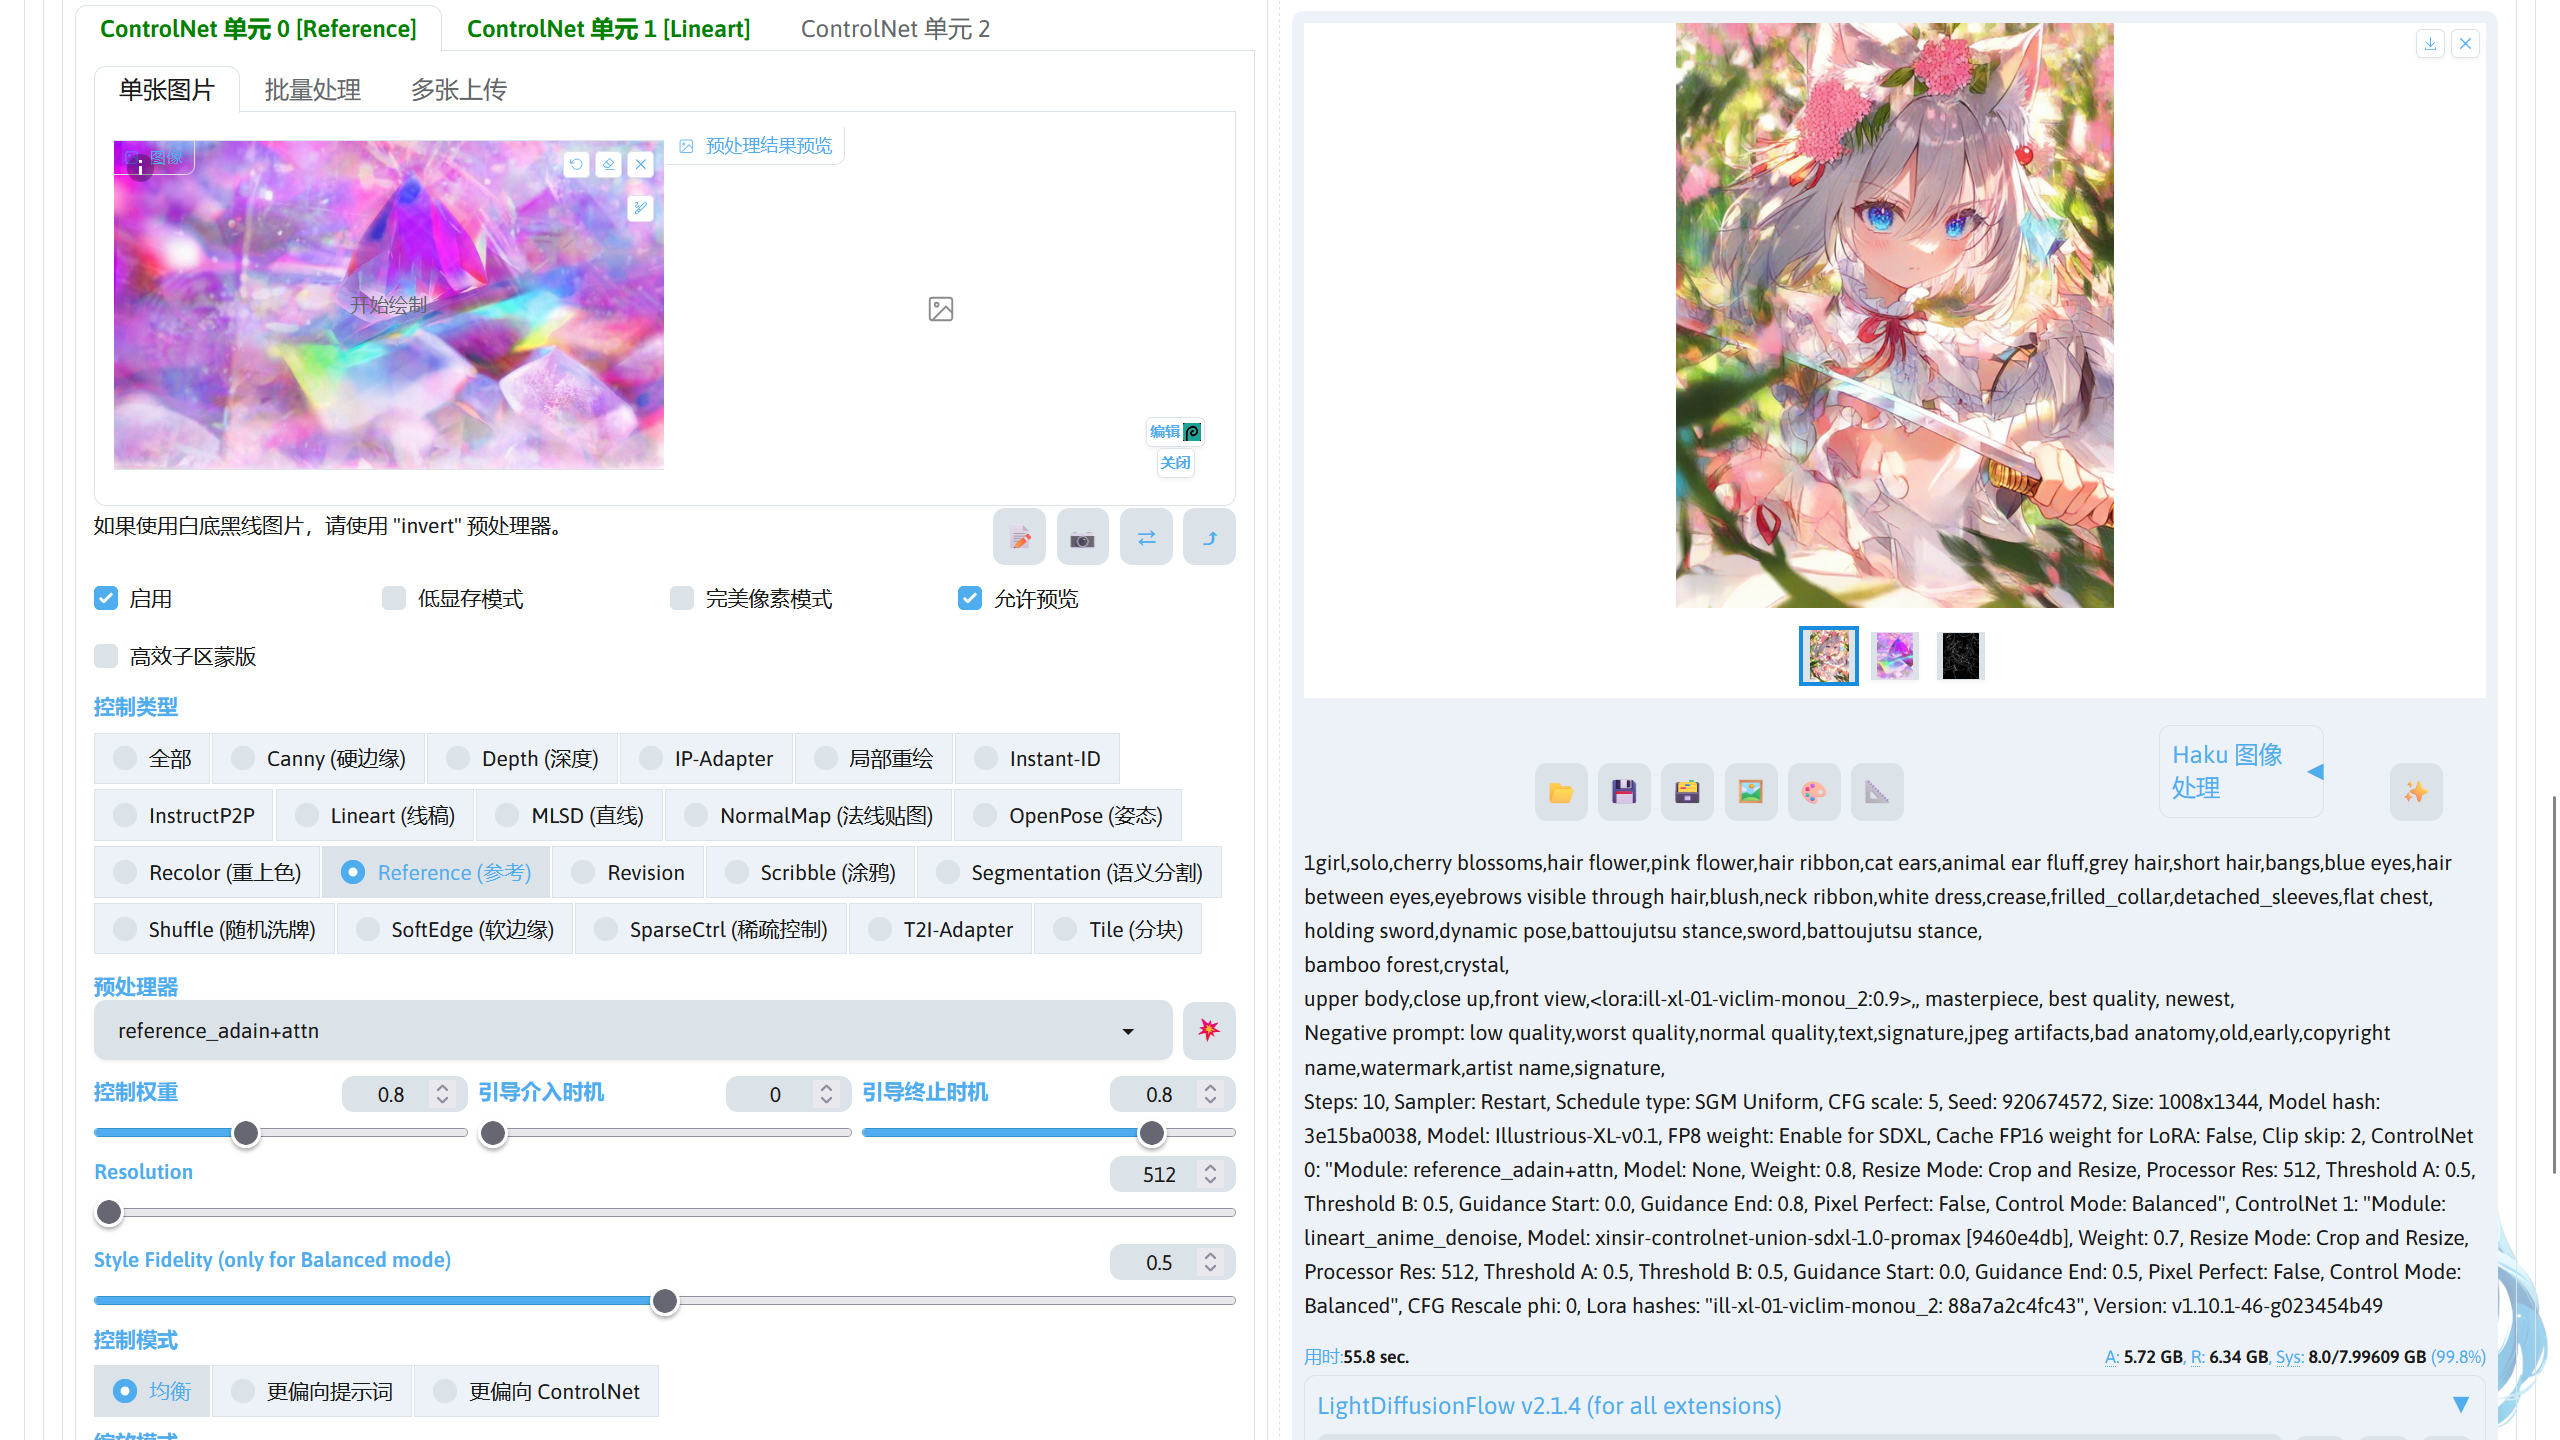 ControlNet 单元 0 [Reference]
ControlNet 单元 1 [Lineart]
ControlNet 单元 2
单张图片
批量处理
多张上传
图像
预处理结果预览
开始绘制
编辑
关闭
如果使用白底黑线图片，请使用 "invert" 预处理器。
启用
低显存模式
完美像素模式
允许预览
高效子区蒙版
控制类型
全部
Canny (硬边缘)
Depth (深度)
IP-Adapter
局部重绘
Instant-ID
InstructP2P
Lineart (线稿)
MLSD (直线)
NormalMap (法线贴图)
OpenPose (姿态)
Recolor (重上色)
Reference (参考)
Revision
Scribble (涂鸦)
Segmentation (语义分割)
Shuffle (随机洗牌)
SoftEdge (软边缘)
SparseCtrl (稀疏控制)
T2I-Adapter
Tile (分块)
预处理器
reference_adain+attn
控制权重
0.8
引导介入时机
0
引导终止时机
0.8
Resolution
512
Style Fidelity (only for Balanced mode)
0.5
控制模式
均衡
更偏向提示词
更偏向 ControlNet
缩放模式
Haku 图像
处理
1girl,solo,cherry blossoms,hair flower,pink flower,hair ribbon,cat ears,animal ear fluff,grey hair,short hair,bangs,blue eyes,hair
between eyes,eyebrows visible through hair,blush,neck ribbon,white dress,crease,frilled_collar,detached_sleeves,flat chest,
holding sword,dynamic pose,battoujutsu stance,sword,battoujutsu stance,
bamboo forest,crystal,
upper body,close up,front view,<lora:ill-xl-01-viclim-monou_2:0.9>,, masterpiece, best quality, newest,
Negative prompt: low quality,worst quality,normal quality,text,signature,jpeg artifacts,bad anatomy,old,early,copyright
name,watermark,artist name,signature,
Steps: 10, Sampler: Restart, Schedule type: SGM Uniform, CFG scale: 5, Seed: 920674572, Size: 1008x1344, Model hash:
3e15ba0038, Model: Illustrious-XL-v0.1, FP8 weight: Enable for SDXL, Cache FP16 weight for LoRA: False, Clip skip: 2, ControlNet
0: "Module: reference_adain+attn, Model: None, Weight: 0.8, Resize Mode: Crop and Resize, Processor Res: 512, Threshold A: 0.5,
Threshold B: 0.5, Guidance Start: 0.0, Guidance End: 0.8, Pixel Perfect: False, Control Mode: Balanced", ControlNet 1: "Module:
lineart_anime_denoise, Model: xinsir-controlnet-union-sdxl-1.0-promax [9460e4db], Weight: 0.7, Resize Mode: Crop and Resize,
Processor Res: 512, Threshold A: 0.5, Threshold B: 0.5, Guidance Start: 0.0, Guidance End: 0.5, Pixel Perfect: False, Control Mode:
Balanced", CFG Rescale phi: 0, Lora hashes: "ill-xl-01-viclim-monou_2: 88a7a2c4fc43", Version: v1.10.1-46-g023454b49
用时:55.8 sec.
A: 5.72 GB, R: 6.34 GB, Sys: 8.0/7.99609 GB (99.8%)
LightDiffusionFlow v2.1.4 (for all extensions)